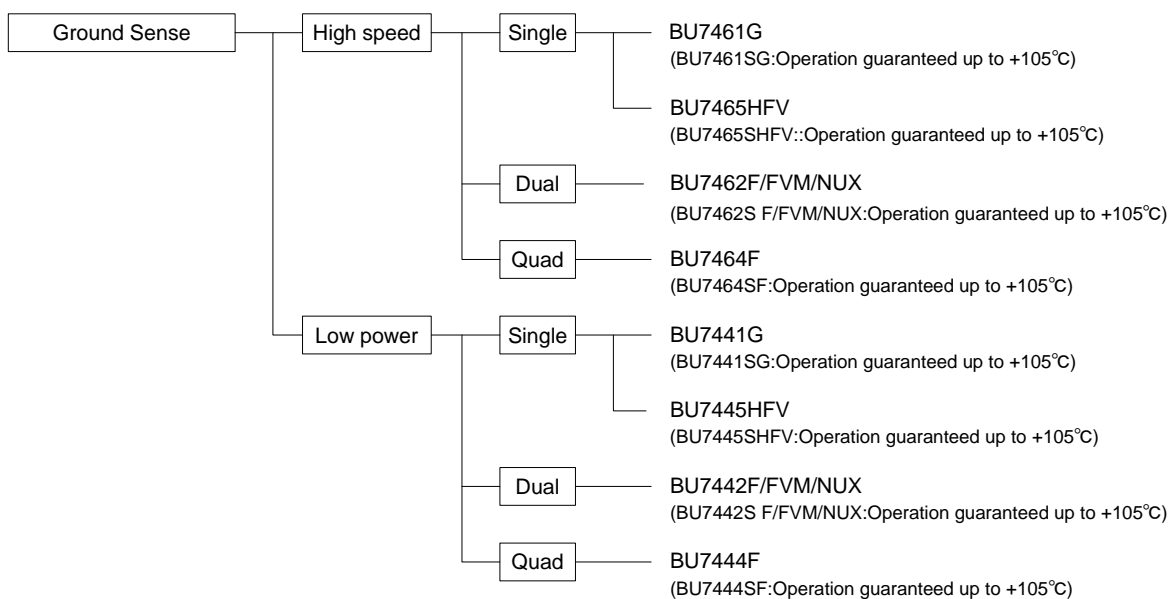 Ground Sense
High speed
Single
BU7461G
(BU7461SG:Operation guaranteed up to +105℃)
BU7465HFV
(BU7465SHFV::Operation guaranteed up to +105℃)
Dual
BU7462F/FVM/NUX
(BU7462S F/FVM/NUX:Operation guaranteed up to +105℃)
Quad
BU7464F
(BU7464SF:Operation guaranteed up to +105℃)
Low power
Single
BU7441G
(BU7441SG:Operation guaranteed up to +105℃)
BU7445HFV
(BU7445SHFV:Operation guaranteed up to +105℃)
Dual
BU7442F/FVM/NUX
(BU7442S F/FVM/NUX:Operation guaranteed up to +105℃)
Quad
BU7444F
(BU7444SF:Operation guaranteed up to +105℃)